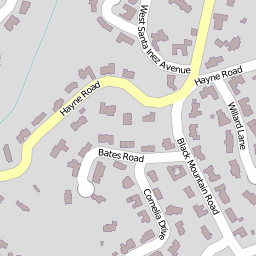 West Santa Inez Avenue
Hayne Road
Hayne Road
Willard Lane
Black Mountain Road
Bates Road
Cornelia Drive